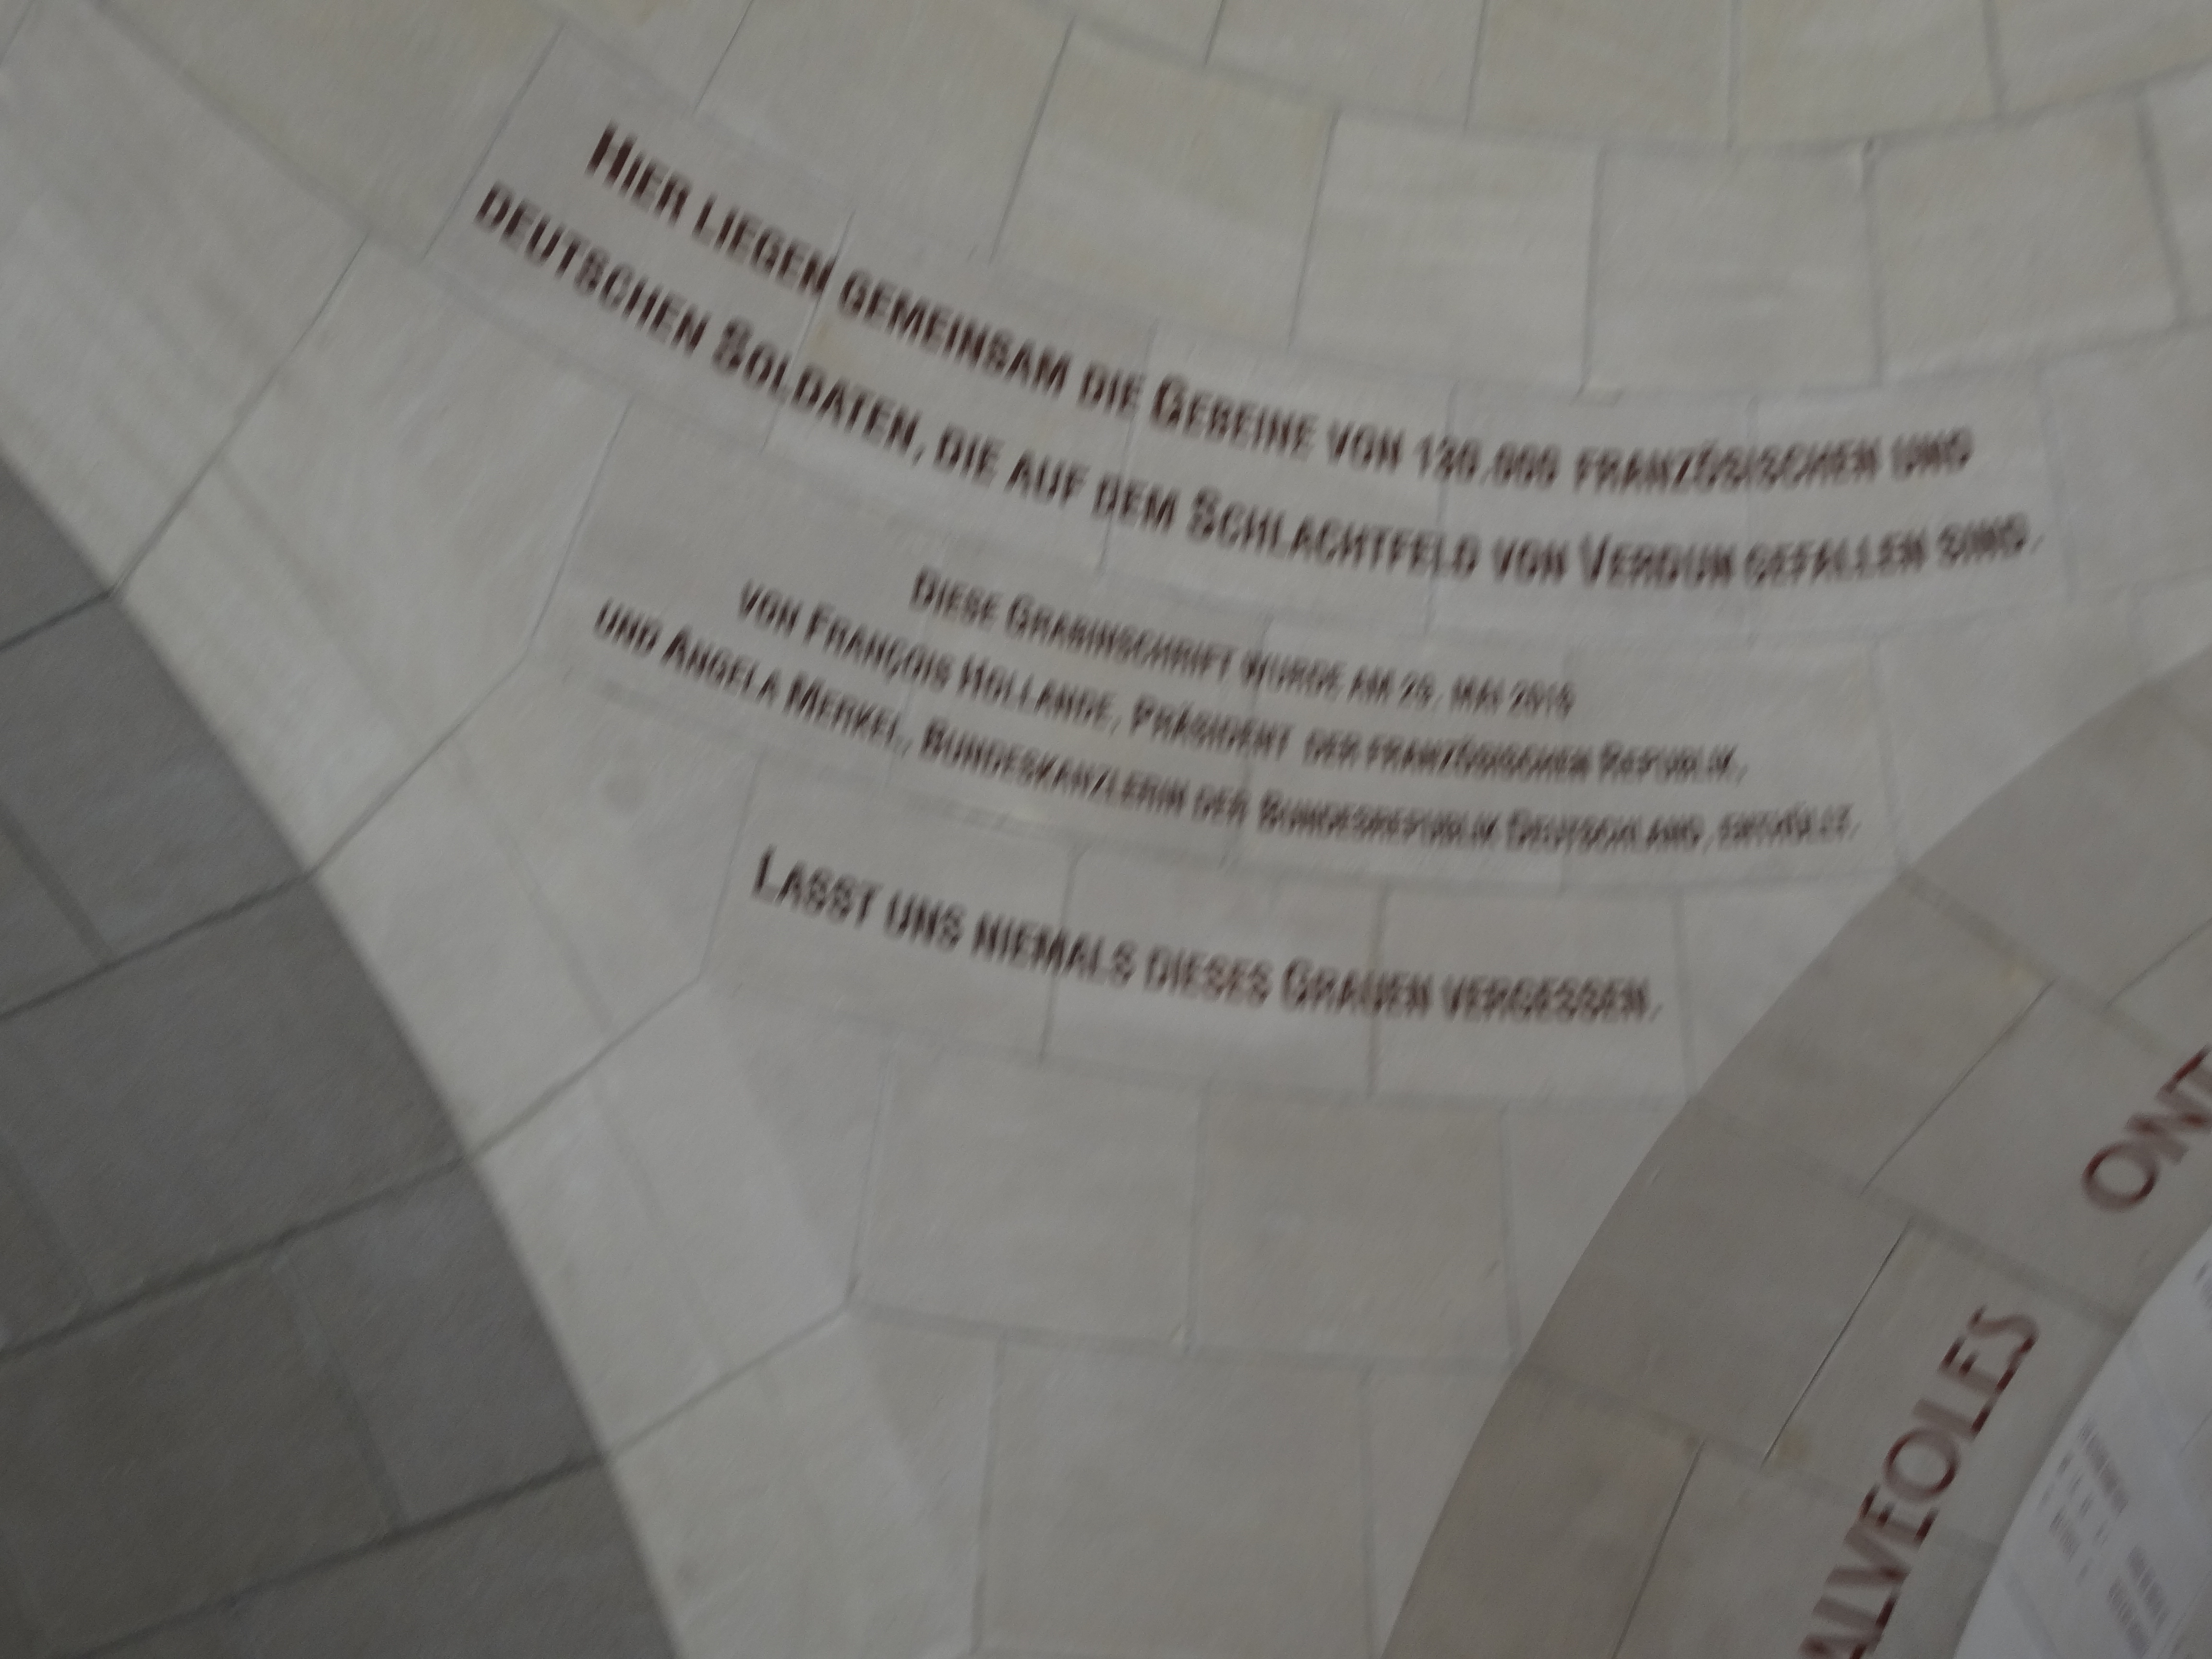 Hier liegen gemeinsam die Gebeine von 130.000 französischen und
deutschen Soldaten, die auf dem Schlachtfeld von Verdun gefallen sind.
Diese Grabinschrift wurde am 29. Mai 2016
von François Hollande, Präsident der französischen Republik,
und Angela Merkel, Bundeskanzlerin der Bundesrepublik Deutschland, enthüllt.
Lasst uns niemals dieses Grauen vergessen.
ONT
ALVEOLES